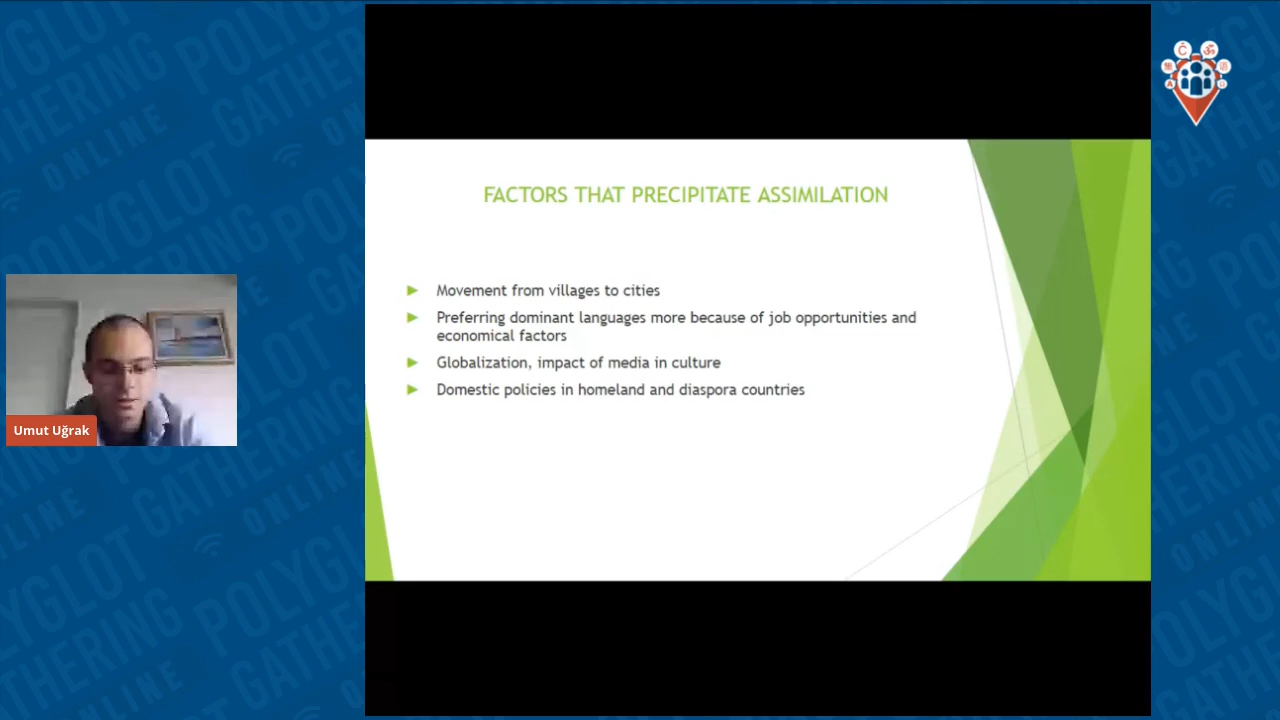 FACTORS THAT PRECIPITATE ASSIMILATION
Movement from villages to cities
Preferring dominant languages more because of job opportunities and
economical factors
Globalization, impact of media in culture
Domestic policies in homeland and diaspora countries
Umut Uğrak
POLYGLOT
GATHERING
ONLINE